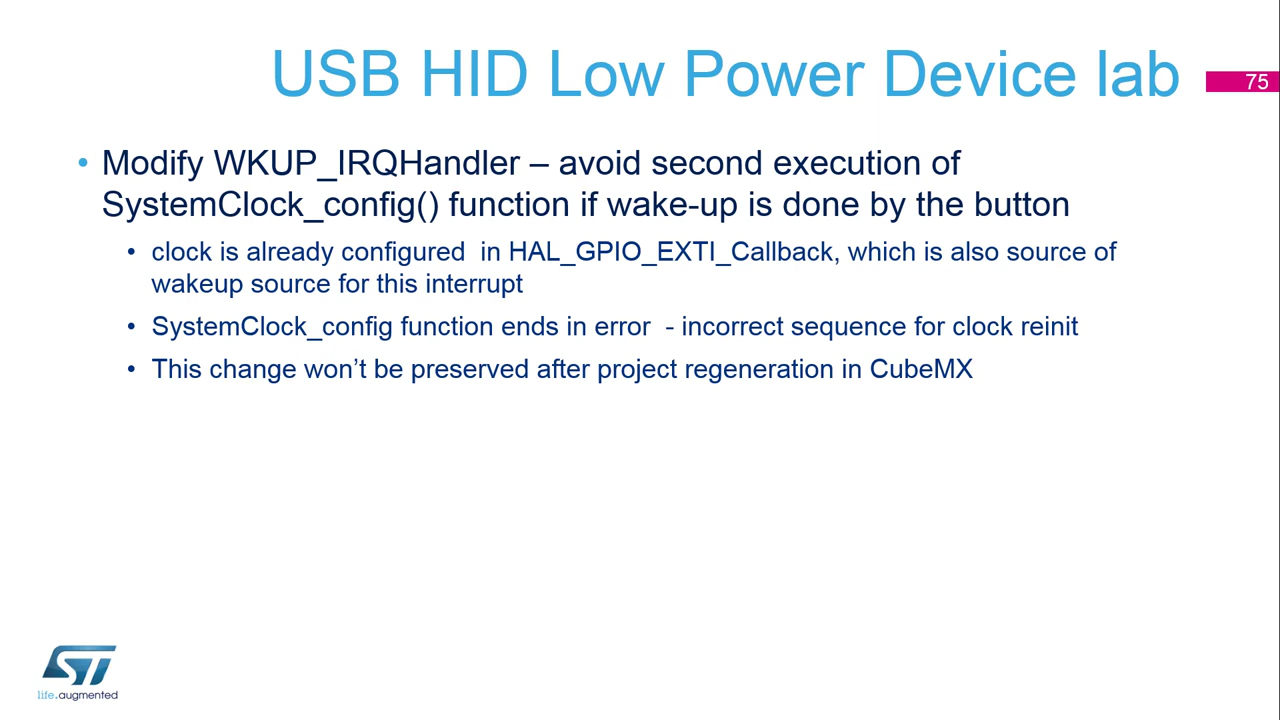 USB HID Low Power Device lab
75
• Modify WKUP_IRQHandler – avoid second execution of
SystemClock_config() function if wake-up is done by the button
• clock is already configured  in HAL_GPIO_EXTI_Callback, which is also source of
wakeup source for this interrupt
• SystemClock_config function ends in error  - incorrect sequence for clock reinit
• This change won’t be preserved after project regeneration in CubeMX
ST
life.augmented